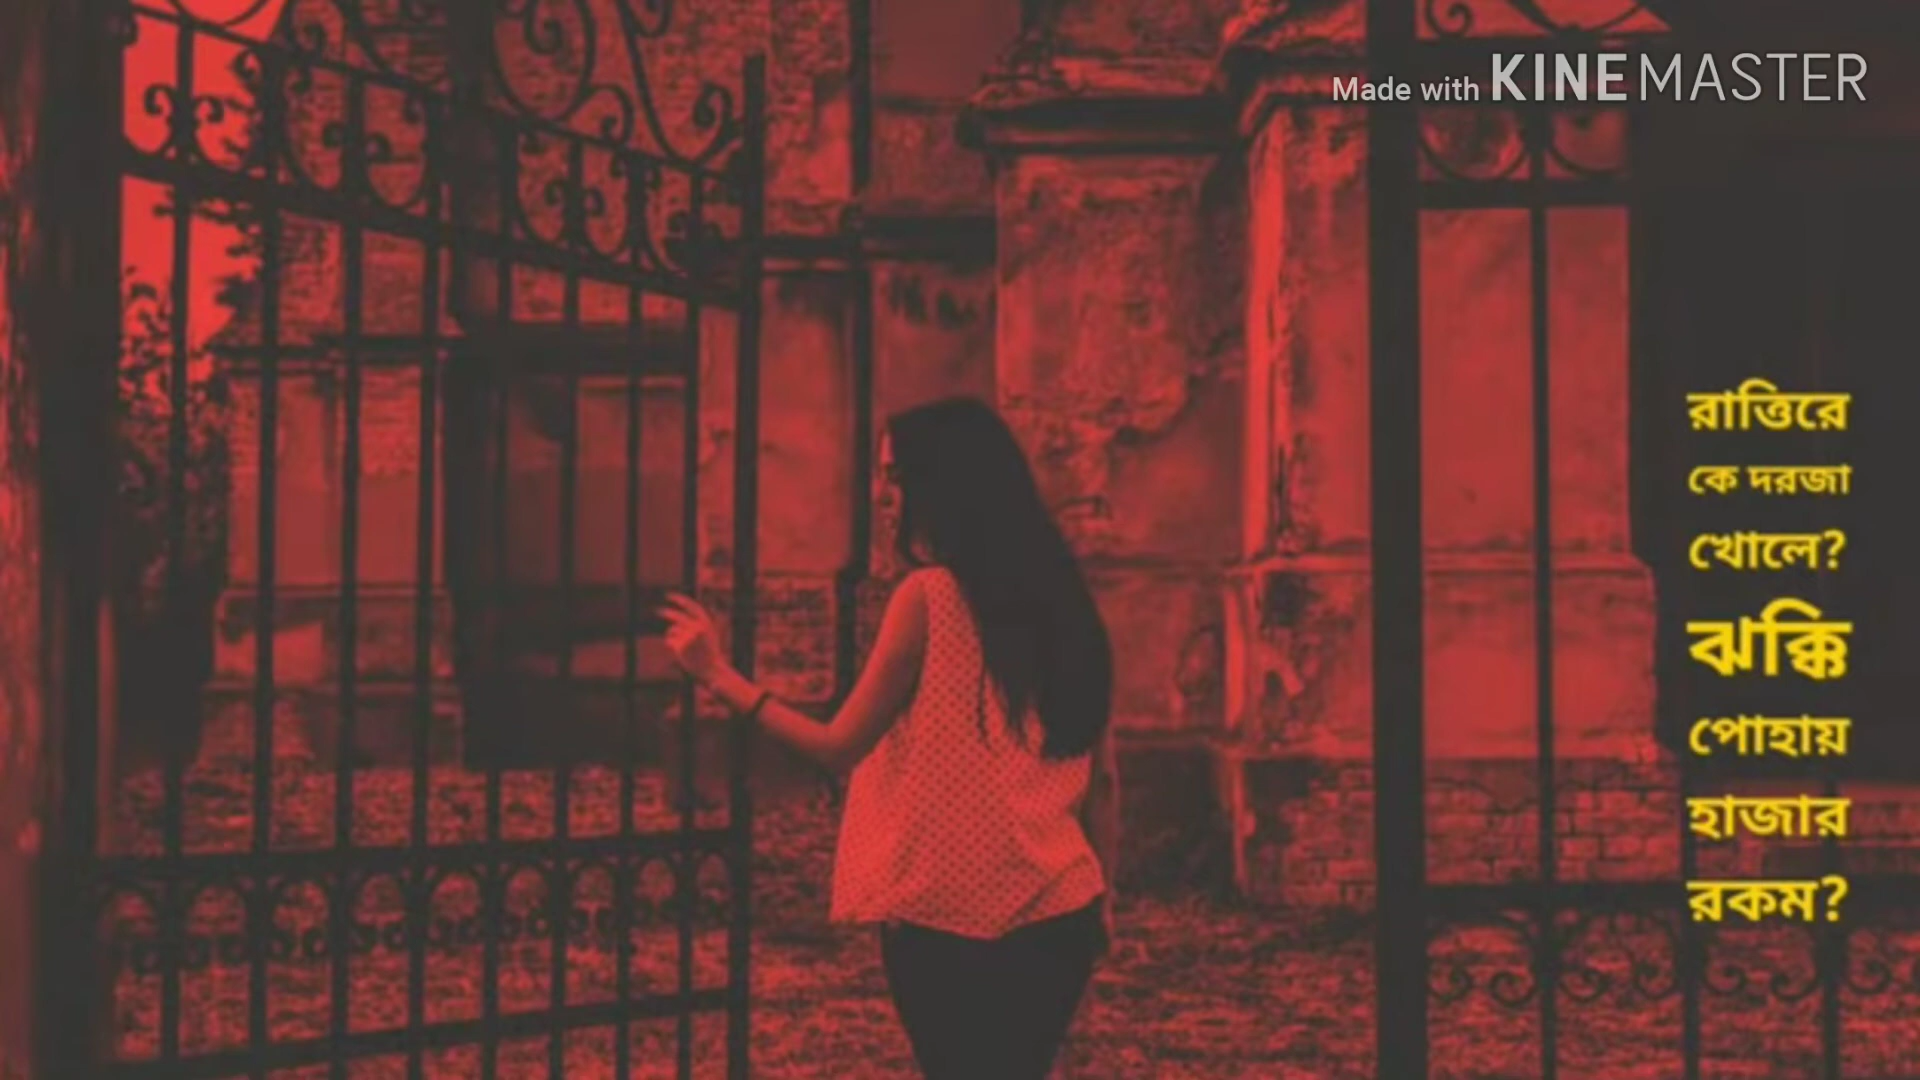 Made with KINEMASTER
রাত্তিরে
কে দরজা
খোলে?
ঝক্কি
পোহায়
হাজার
রকম?